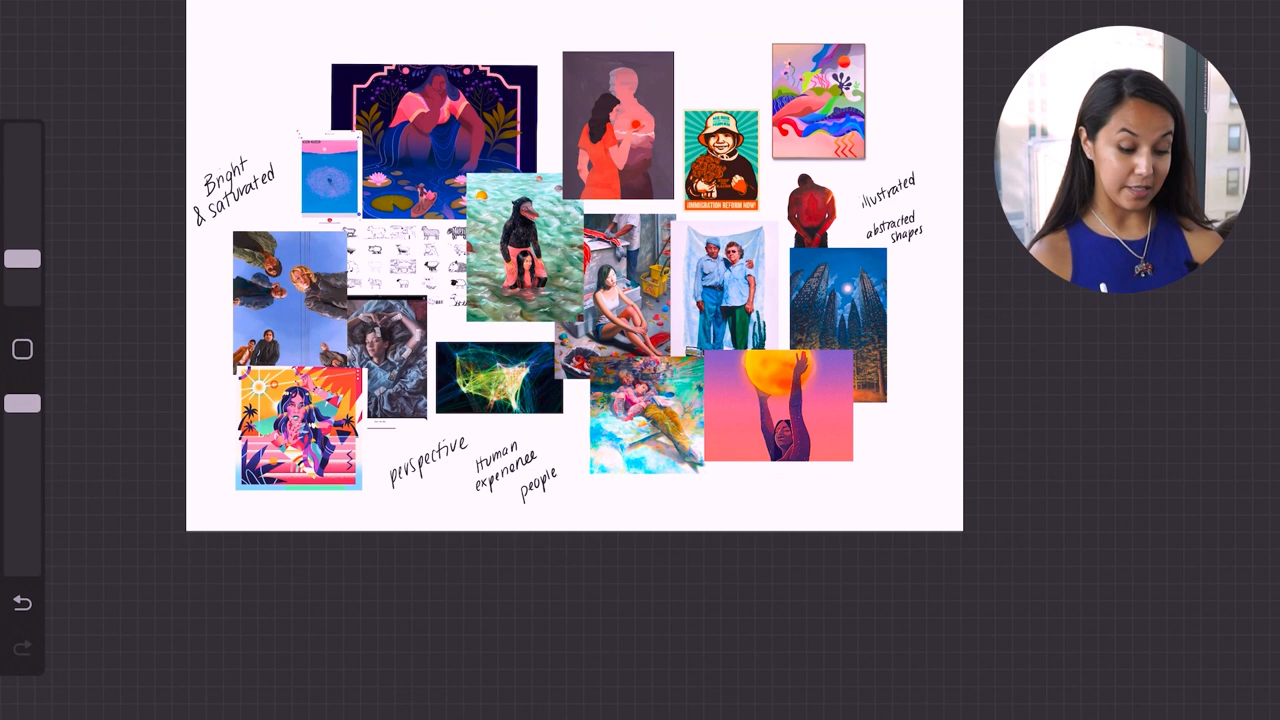 Bright
& saturated
illustrated
abstracted
shapes
IMMIGRATION REFORM NOW!
perspective
Human
experience
people